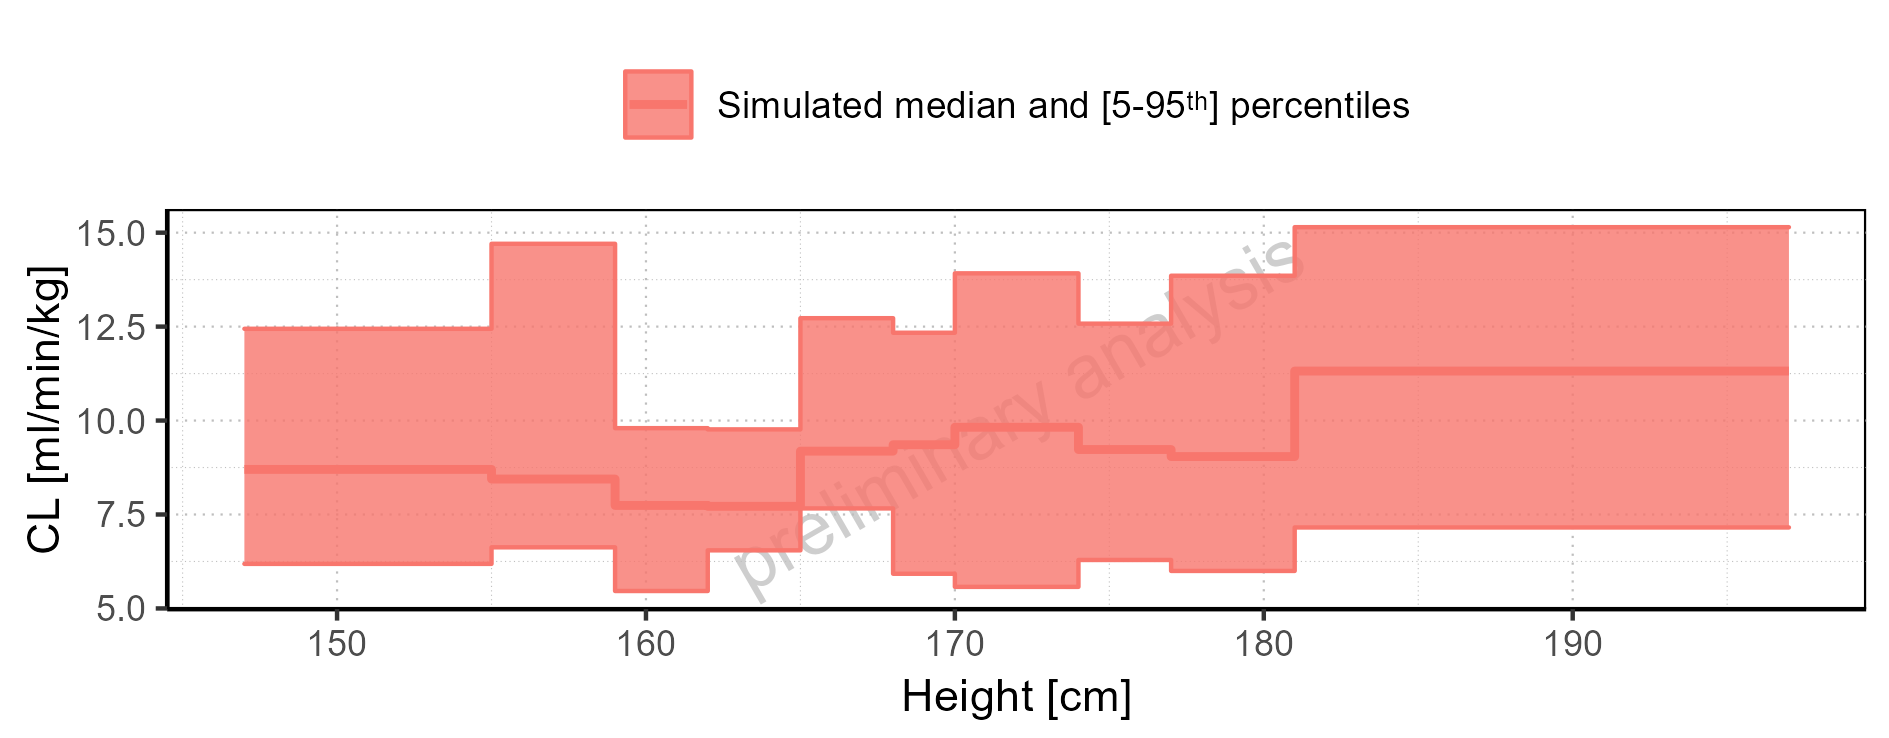 Simulated median and [5-95th] percentiles
15.0
12.5
10.0
7.5
5.0
CL [ml/min/kg]
preliminary analysis
150 160 170 180 190
Height [cm]